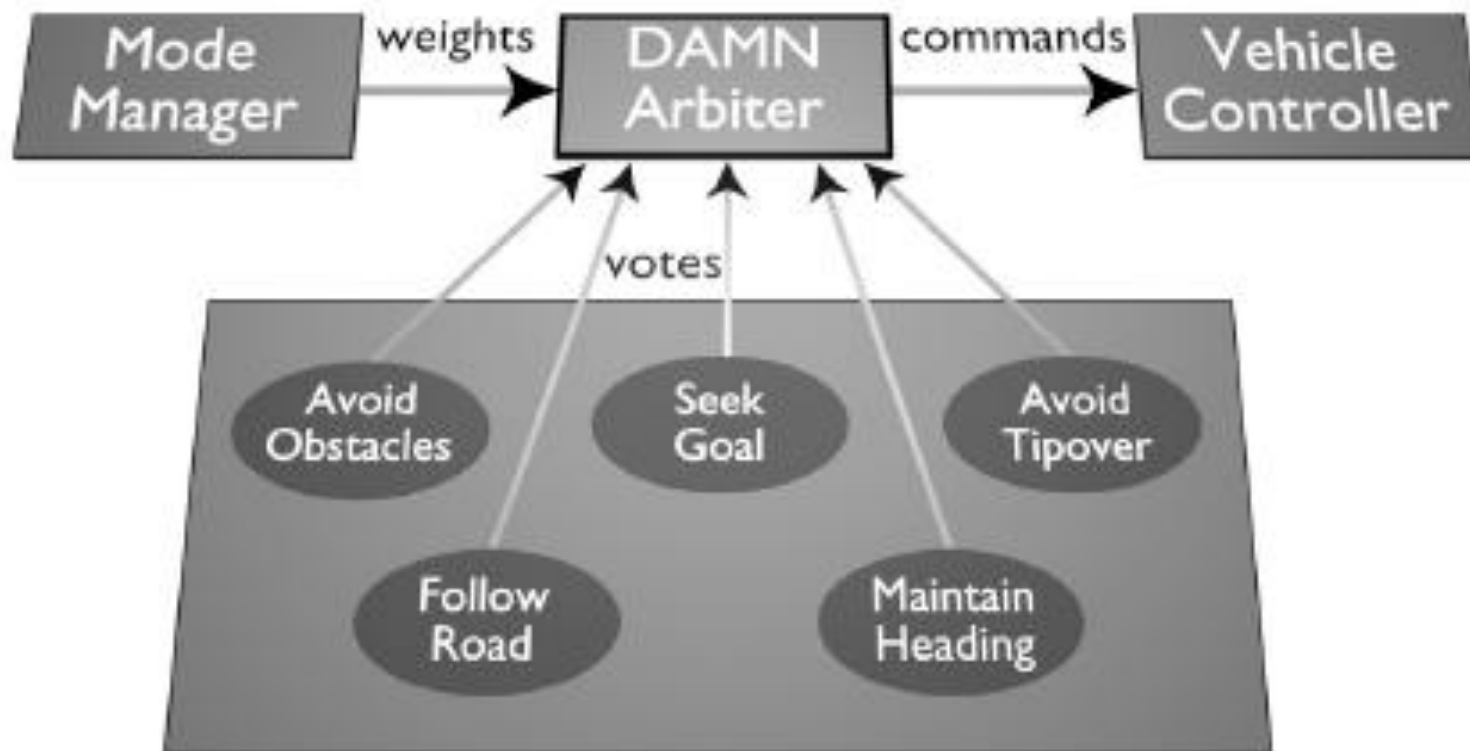 Mode
Manager
weights
DAMN
Arbiter
commands
Vehicle
Controller
votes
Avoid
Obstacles
Seek
Goal
Avoid
Tipover
Follow
Road
Maintain
Heading